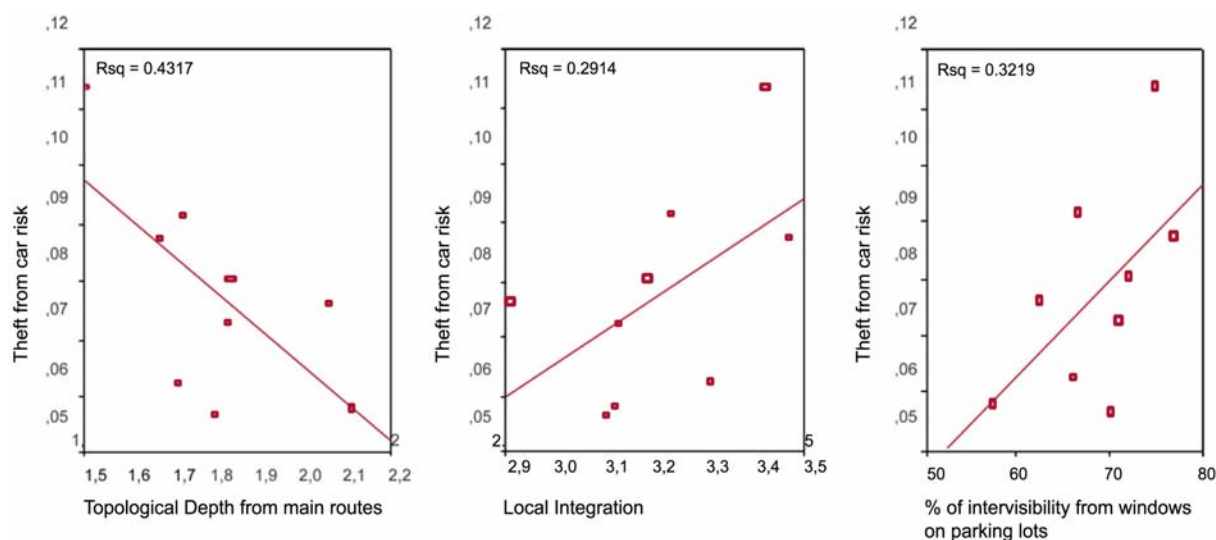 ,12
,11
,10
,09
,08
,07
,06
,05
Theft from car risk
Rsq = 0.4317
1,
2
1,5 1,6 1,7 1,8 1,9 2,0 2,1 2,2
Topological Depth from main routes
,12
,11
,10
,09
,08
,07
,06
,05
Theft from car risk
Rsq = 0.2914
2,
5
2,9 3,0 3,1 3,2 3,3 3,4 3,5
Local Integration
,12
,11
,10
,09
,08
,07
,06
,05
Theft from car risk
Rsq = 0.3219
50 60 70 80
% of intervisibility from windows
on parking lots